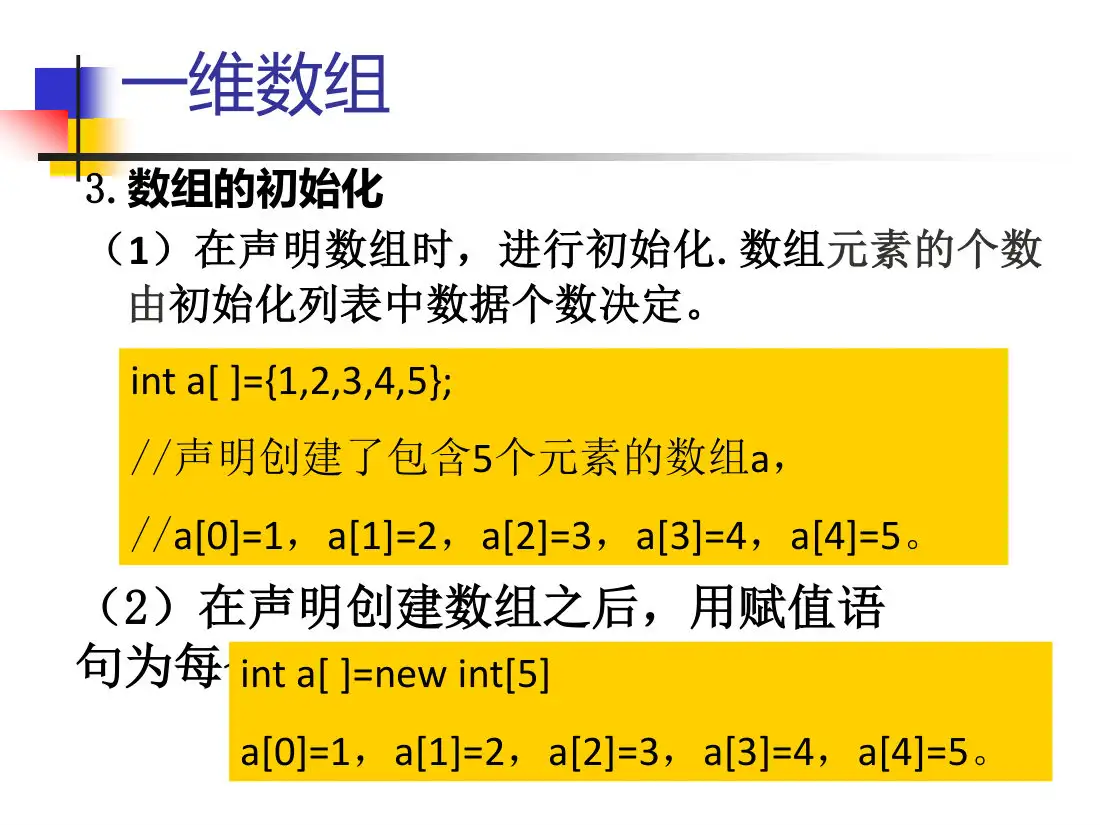 一维数组
3.数组的初始化
（1）在声明数组时，进行初始化.数组元素的个数
由初始化列表中数据个数决定。
int a[ ]={1,2,3,4,5};
//声明创建了包含5个元素的数组a，
//a[0]=1，a[1]=2，a[2]=3，a[3]=4，a[4]=5。
（2）在声明创建数组之后，用赋值语
句为每
int a[ ]=new int[5]
a[0]=1，a[1]=2，a[2]=3，a[3]=4，a[4]=5。